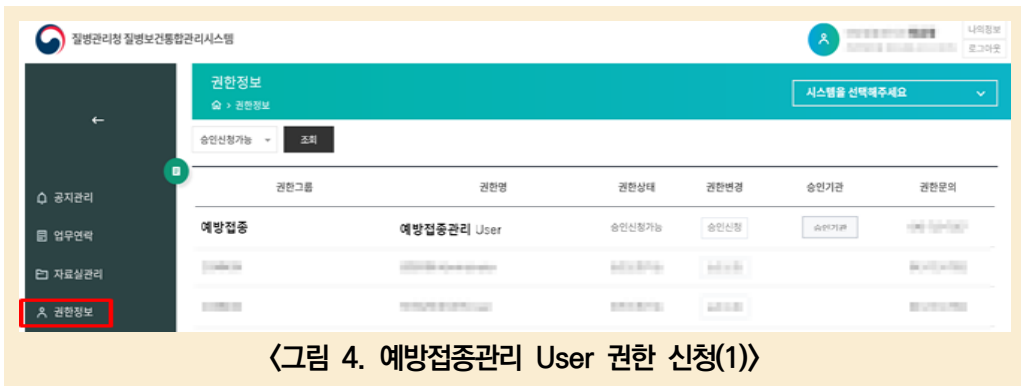 질병관리청 질병보건통합관리시스템
나의정보
로그아웃
권한정보
> 권한정보
시스템을 선택해주세요
←
승인신청가능 조회
권한그룹 권한명 권한상태 권한변경 승인기관 권한문의
공지관리
예방접종 예방접종관리 User 승인신청가능 승인신청 승인기관
업무연락
자료실관리
권한정보
〈그림 4. 예방접종관리 User 권한 신청(1)〉